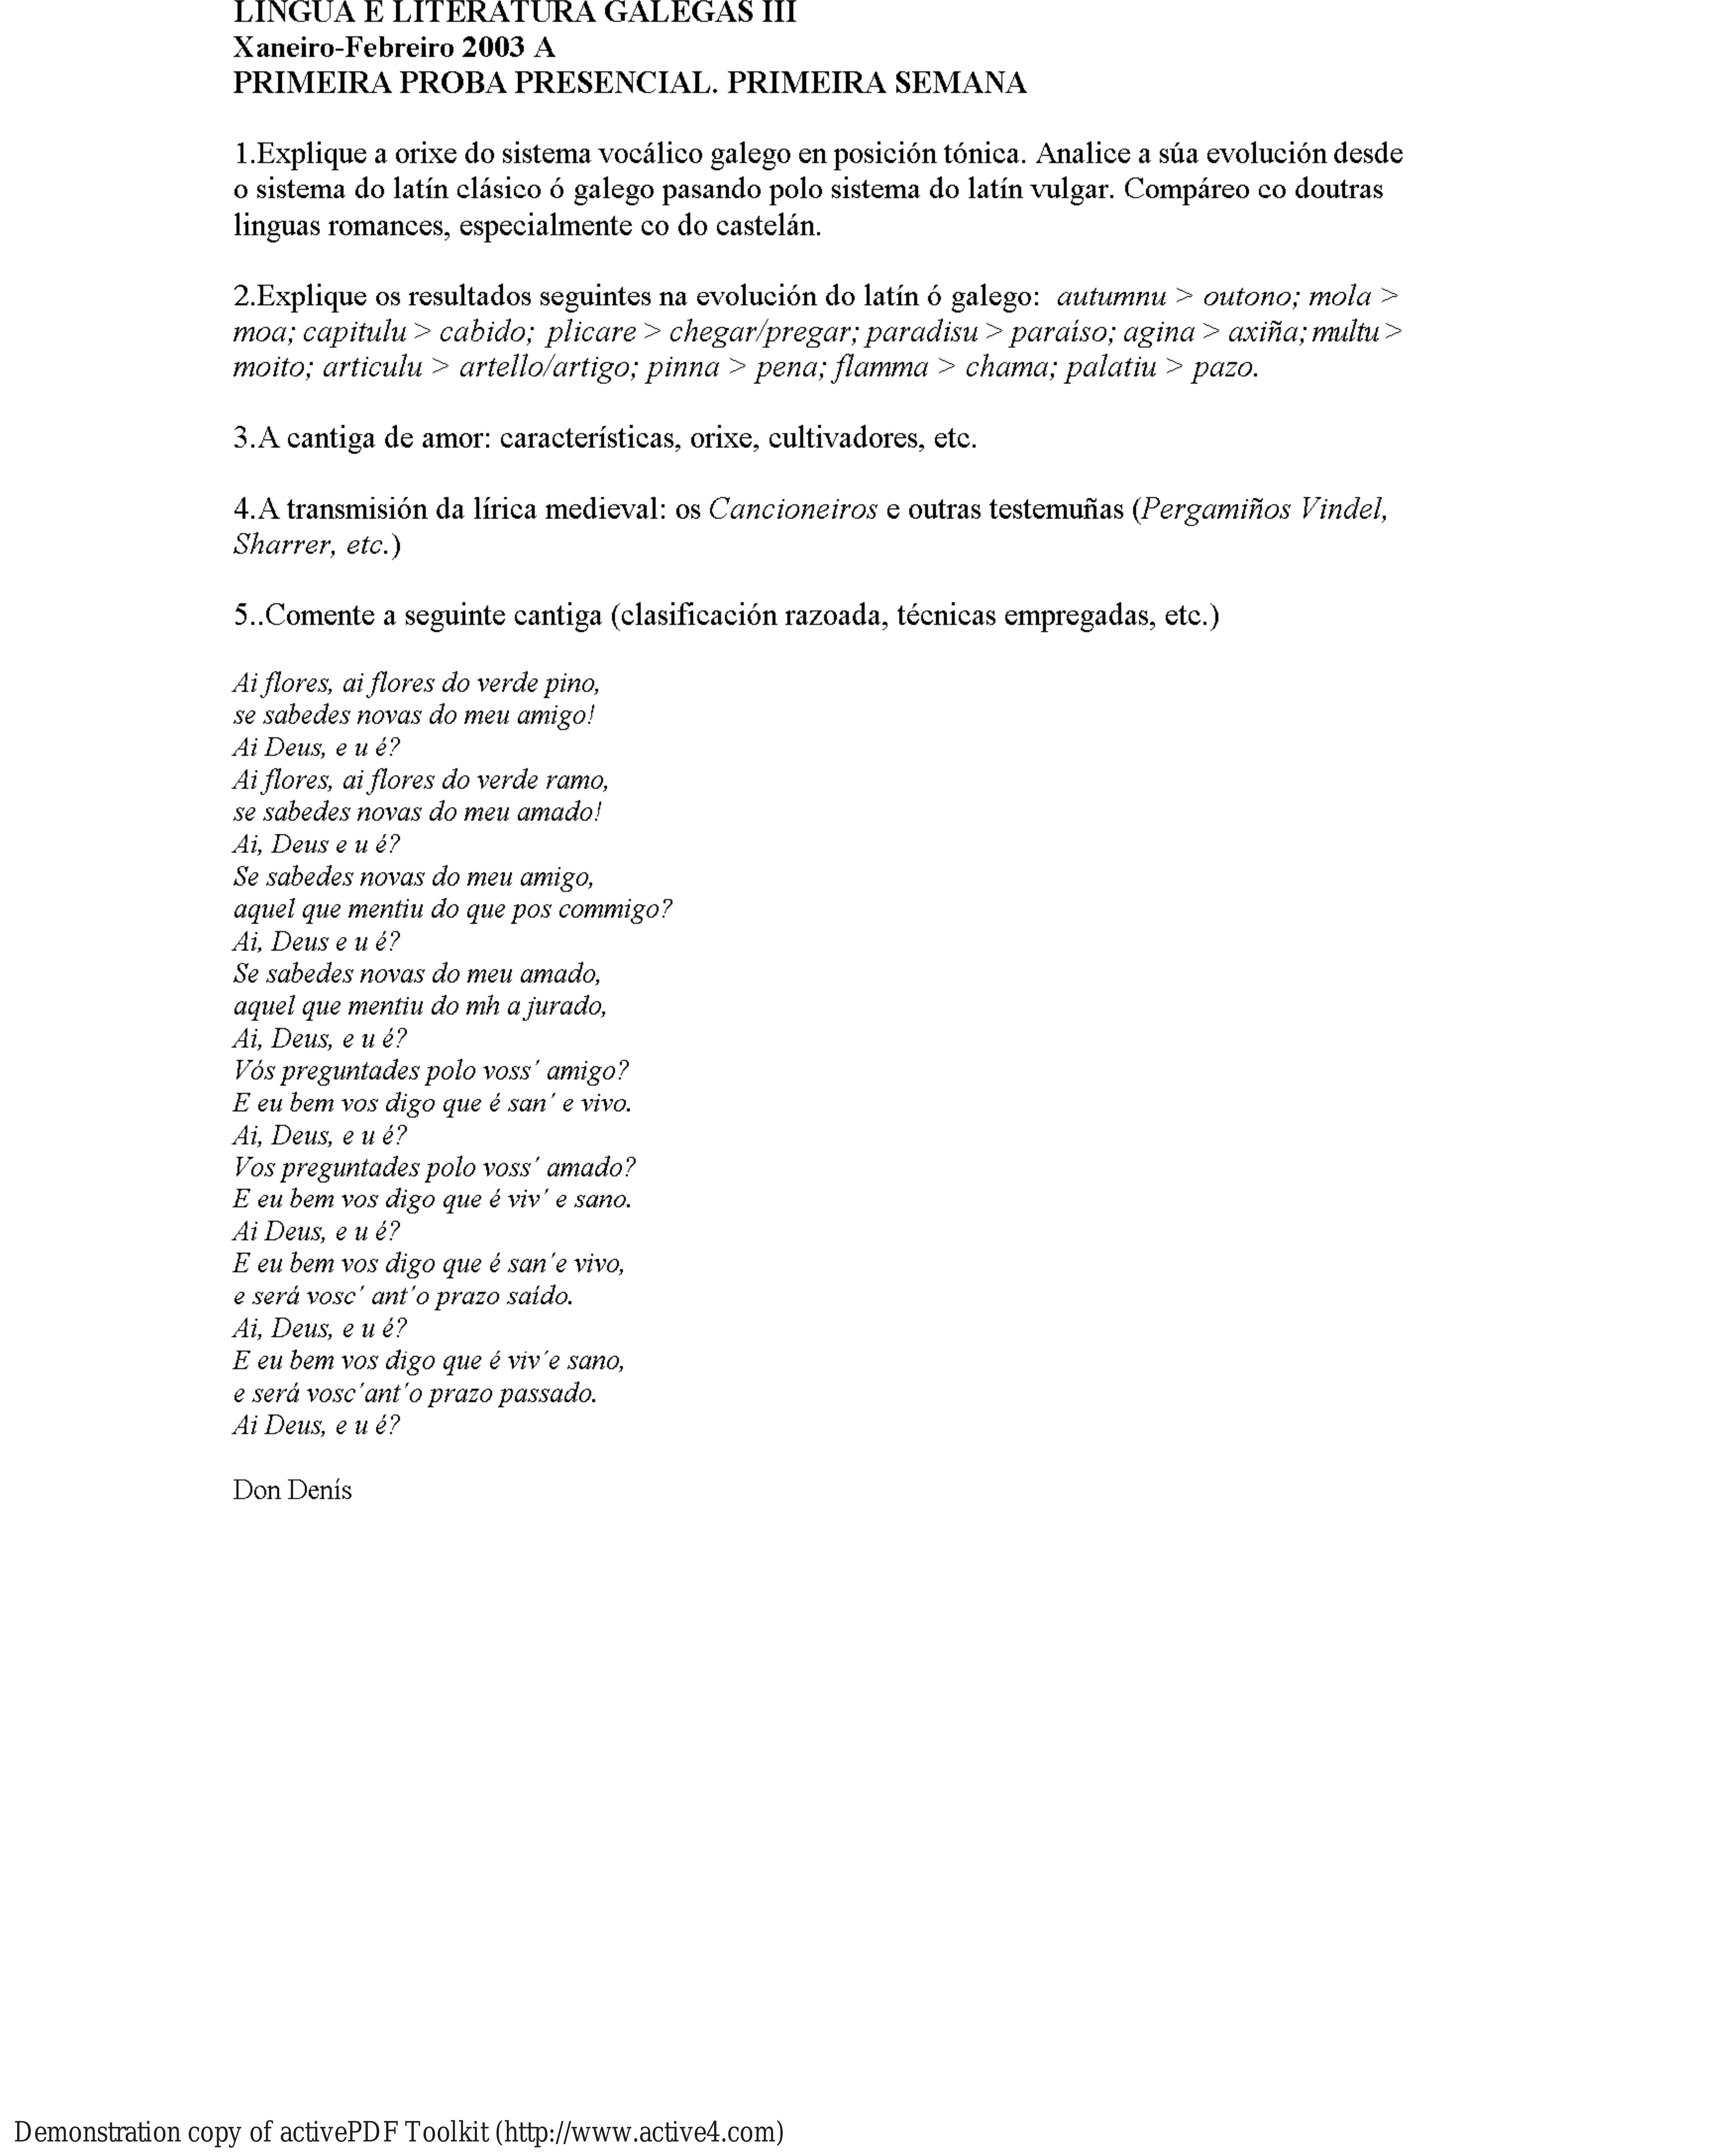 LINGUA E LITERATURA GALEGAS III
Xaneiro-Febreiro 2003 A
PRIMEIRA PROBA PRESENCIAL. PRIMEIRA SEMANA
1.Explique a orixe do sistema vocálico galego en posición tónica. Analice a súa evolución desde
o sistema do latín clásico ó galego pasando polo sistema do latín vulgar. Compáreo co doutras
linguas romances, especialmente co do castelán.
2.Explique os resultados seguintes na evolución do latín ó galego: autumnu > outono; mola >
moa; capitulu > cabido; plicare > chegar/pregar; paradisu > paraíso; agina > axiña; multu >
moito; articulu > artello/artigo; pinna > pena; flamma > chama; palatiu > pazo.
3.A cantiga de amor: características, orixe, cultivadores, etc.
4.A transmisión da lírica medieval: os Cancioneiros e outras testemuñas (Pergamiños Vindel,
Sharrer, etc.)
5..Comente a seguinte cantiga (clasificación razoada, técnicas empregadas, etc.)
Ai flores, ai flores do verde pino,
se sabedes novas do meu amigo!
Ai Deus, e u é?
Ai flores, ai flores do verde ramo,
se sabedes novas do meu amado!
Ai, Deus e u é?
Se sabedes novas do meu amigo,
aquel que mentiu do que pos commigo?
Ai, Deus e u é?
Se sabedes novas do meu amado,
aquel que mentiu do mh a jurado,
Ai, Deus, e u é?
Vós preguntades polo voss´ amigo?
E eu bem vos digo que é san´ e vivo.
Ai, Deus, e u é?
Vos preguntades polo voss´ amado?
E eu bem vos digo que é viv´ e sano.
Ai Deus, e u é?
E eu bem vos digo que é san´e vivo,
e será vosc´ ant´o prazo saído.
Ai, Deus, e u é?
E eu bem vos digo que é viv´e sano,
e será vosc´ant´o prazo passado.
Ai Deus, e u é?
Don Denís
Demonstration copy of activePDF Toolkit (http://www.active4.com)